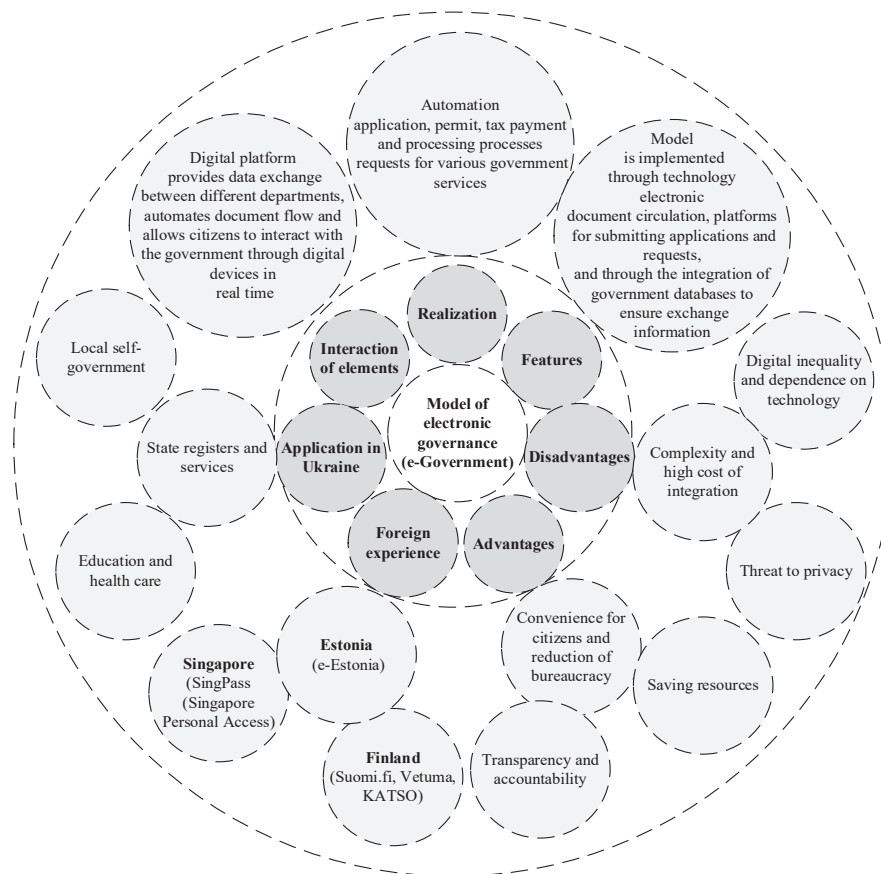 Automation
application, permit, tax payment
and processing processes
requests for various government
services
Digital platform
provides data exchange
between different departments,
automates document flow and
allows citizens to interact with
the government through digital
devices in
real time
Model
is implemented
through technology
electronic
document circulation, platforms
for submitting applications and
requests,
and through the integration of
government databases to
ensure exchange
information
Realization
Interaction
of elements
Features
Local self-
government
Digital inequality
and dependence on
technology
Model of
electronic
governance
(e-Government)
State registers and
services
Application in
Ukraine
Disadvantages
Complexity and
high cost of
integration
Foreign
experience
Advantages
Education and
health care
Threat to privacy
Estonia
(e-Estonia)
Convenience for
citizens and
reduction of
bureaucracy
Singapore
(SingPass
(Singapore
Personal Access)
Saving resources
Finland
(Suomi.fi, Vetuma,
KATSO)
Transparency and
accountability